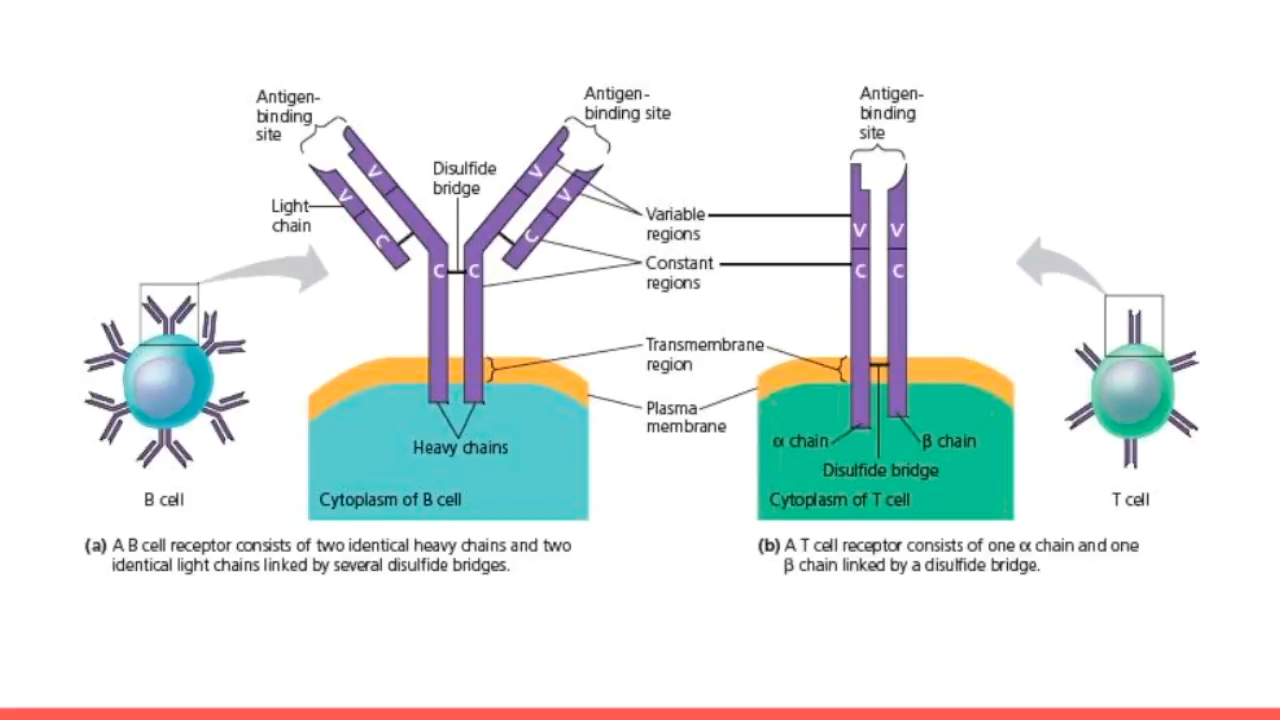 Antigen-
binding
site
Antigen-
binding site
Antigen-
binding
site
Disulfide
bridge
Light
chain
V
V
C
C
V
V
C
C
Variable
regions
Constant
regions
V
V
C
C
Transmembrane
region
Plasma
membrane
Heavy chains
α chain
β chain
Disulfide bridge
B cell
Cytoplasm of B cell
Cytoplasm of T cell
T cell
(a) A B cell receptor consists of two identical heavy chains and two
identical light chains linked by several disulfide bridges.
(b) A T cell receptor consists of one α chain and one
β chain linked by a disulfide bridge.